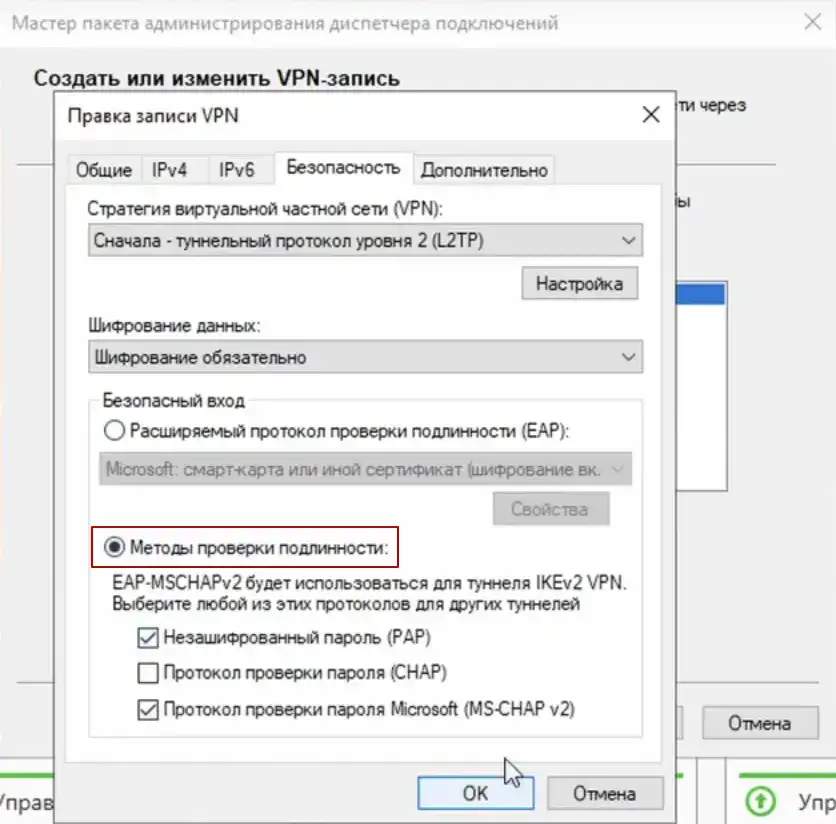 Мастер пакета администрирования диспетчера подключений
Создать или изменить VPN-запись
Правка записи VPN
ти через
Общие
IPv4
IPv6
Безопасность
Дополнительно
Стратегия виртуальной частной сети (VPN):
Сначала - туннельный протокол уровня 2 (L2TP)
Настройка
Шифрование данных:
Шифрование обязательно
Безопасный вход
Расширяемый протокол проверки подлинности (EAP):
Microsoft: смарт-карта или иной сертификат (шифрование вк.
Свойства
Методы проверки подлинности:
EAP-MSCHAPv2 будет использоваться для туннеля IKEv2 VPN.
Выберите любой из этих протоколов для других туннелей
Незашифрованный пароль (PAP)
Протокол проверки пароля (CHAP)
Протокол проверки пароля Microsoft (MS-CHAP v2)
Отмена
OK
Отмена
Управ
Упр